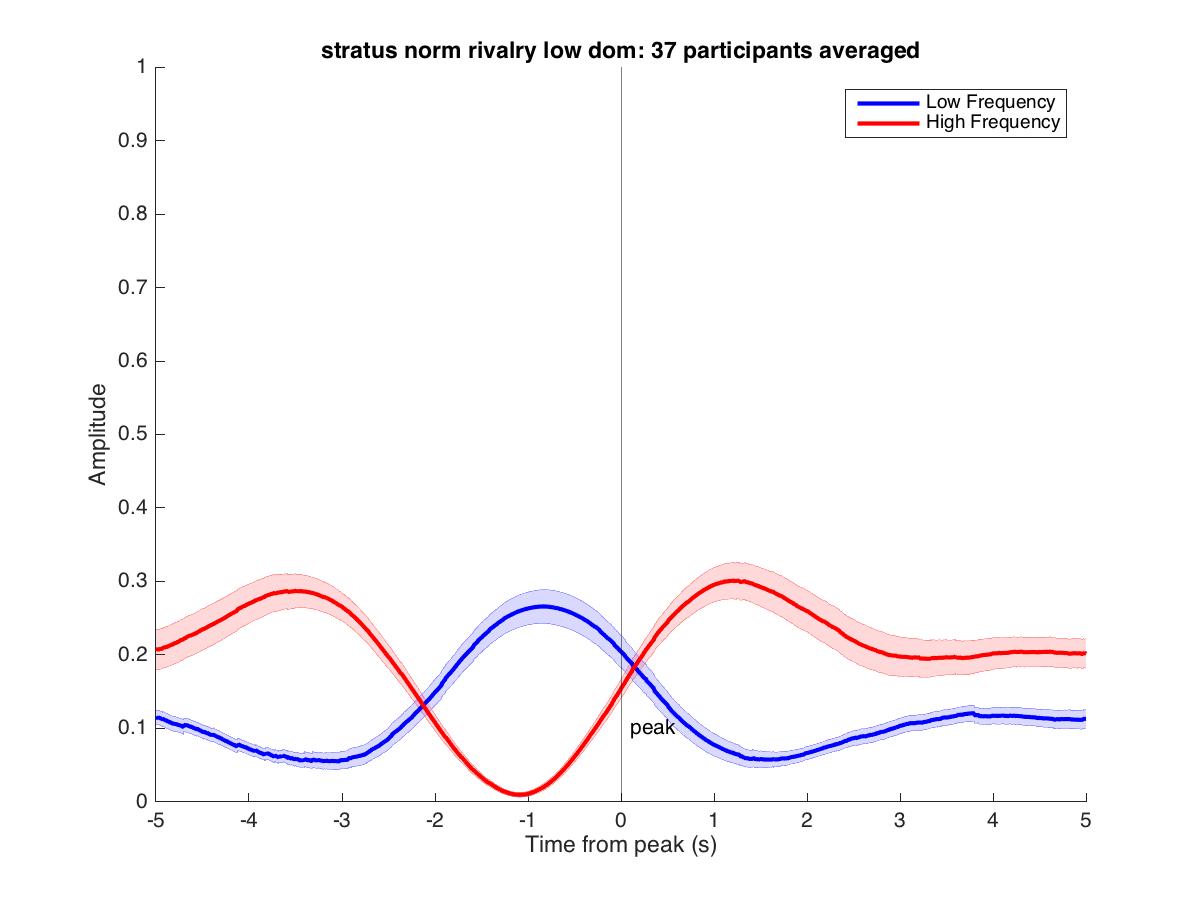 stratus norm rivalry low dom: 37 participants averaged
Low Frequency
High Frequency
1
0.9
0.8
0.7
0.6
0.5
0.4
0.3
0.2
0.1
0
Amplitude
peak
-5 -4 -3 -2 -1 0 1 2 3 4 5
Time from peak (s)